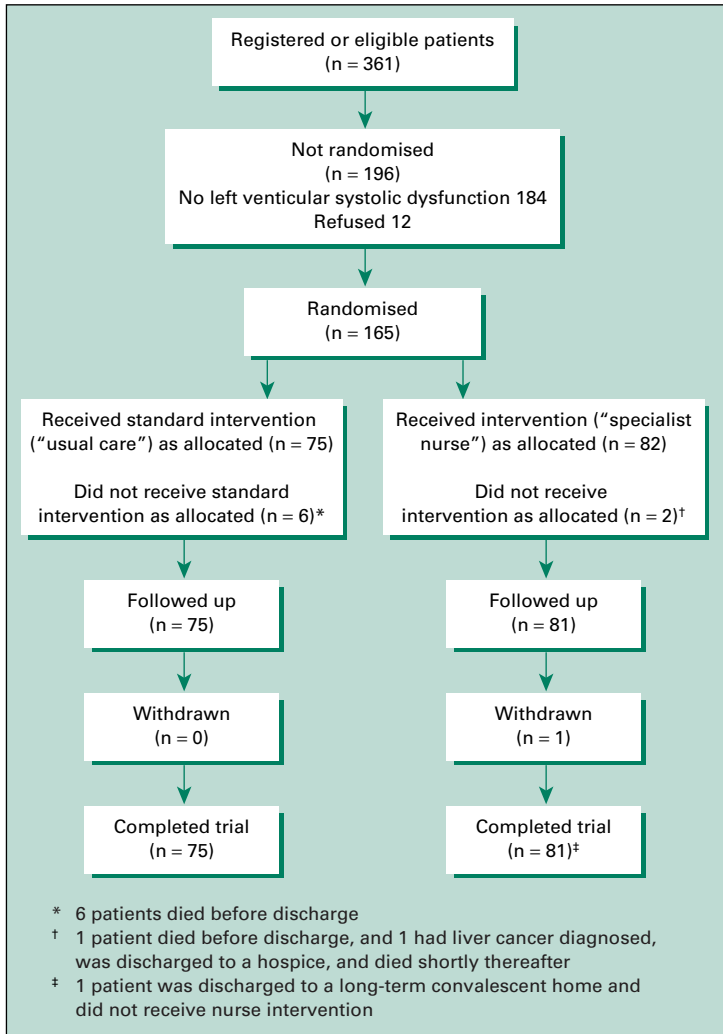 Registered or eligible patients
(n = 361)
Not randomised
(n = 196)
No left venticular systolic dysfunction 184
Refused 12
Randomised
(n = 165)
Received standard intervention
(“usual care”) as allocated (n = 75)
Did not receive standard
intervention as allocated (n = 6)*
Received intervention (“specialist
nurse”) as allocated (n = 82)
Did not receive
intervention as allocated (n = 2)†
Followed up
(n = 75)
Followed up
(n = 81)
Withdrawn
(n = 0)
Withdrawn
(n = 1)
Completed trial
(n = 75)
Completed trial
(n = 81)‡
* 6 patients died before discharge
† 1 patient died before discharge, and 1 had liver cancer diagnosed,
was discharged to a hospice, and died shortly thereafter
‡ 1 patient was discharged to a long-term convalescent home and
did not receive nurse intervention